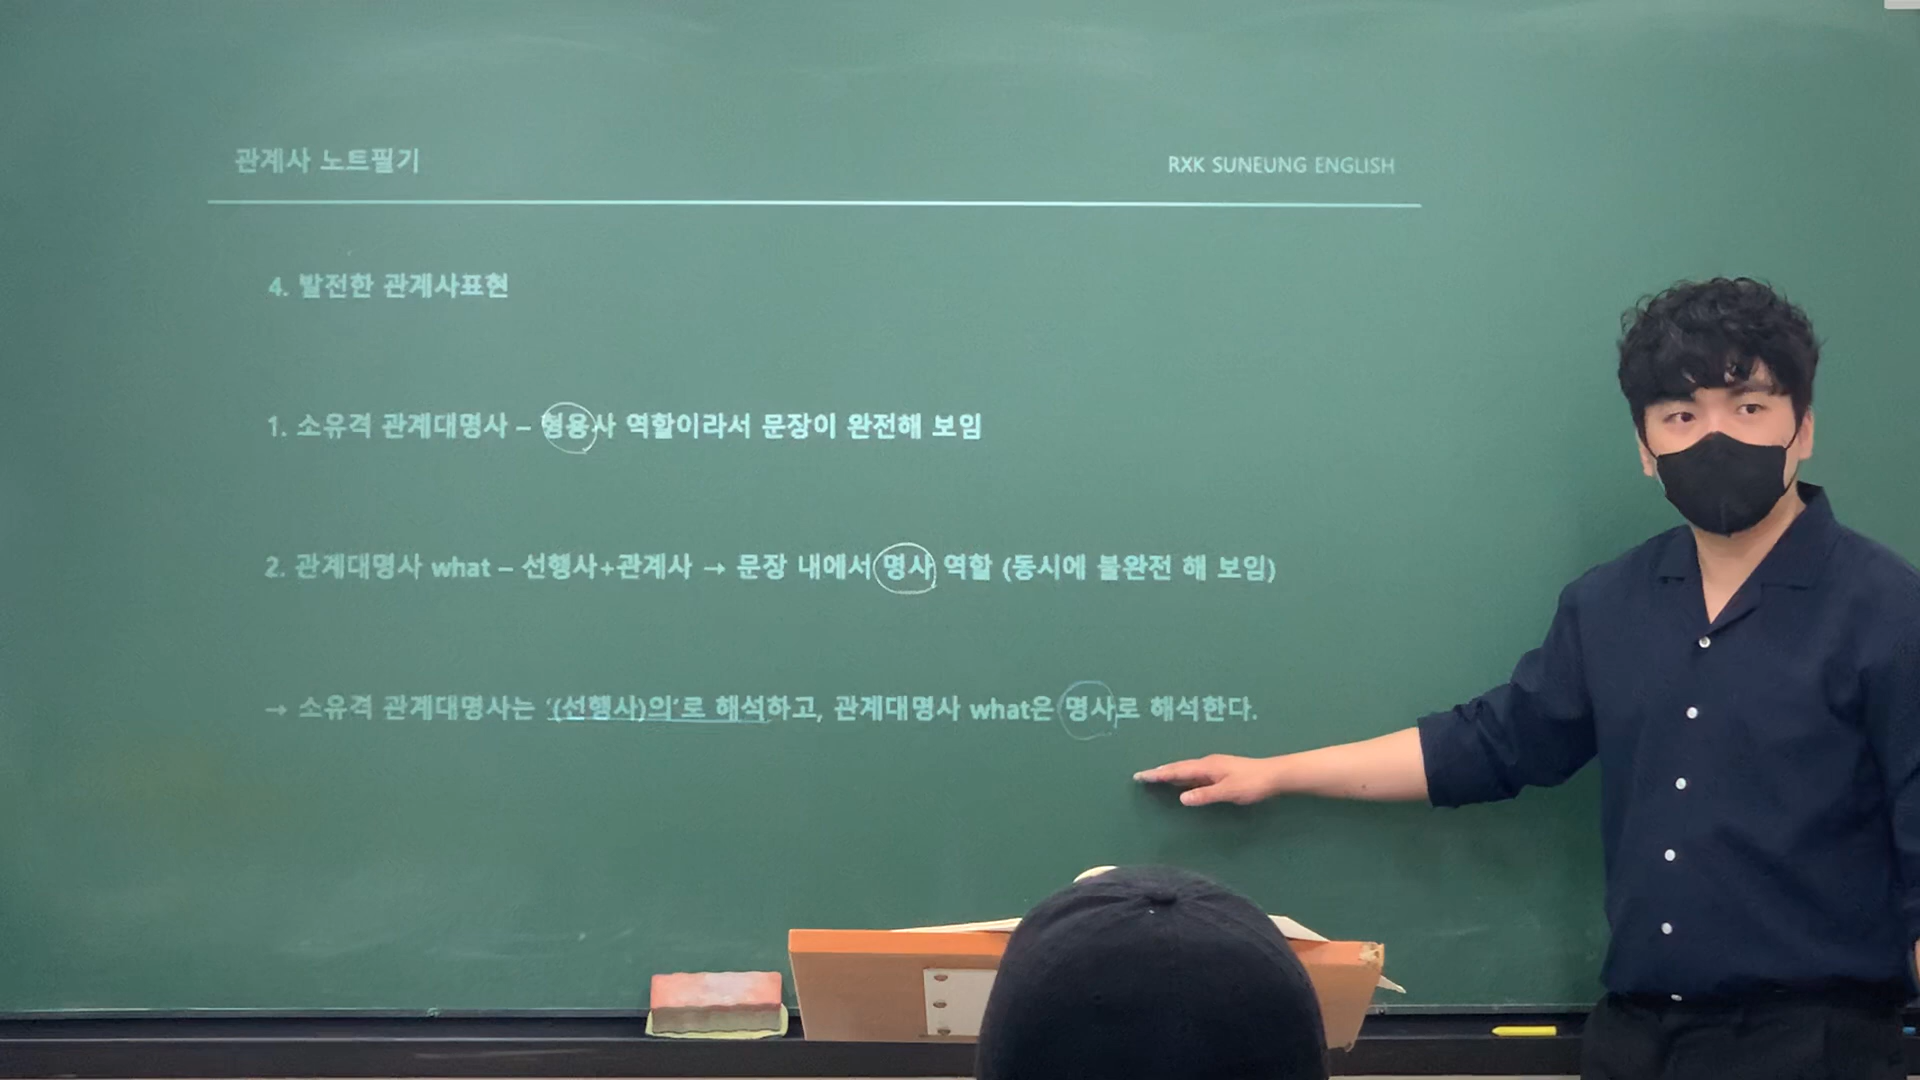 관계사 노트필기
RXK SUNEUNG ENGLISH
4. 발전한 관계사표현
1. 소유격 관계대명사 – 형용사 역할이라서 문장이 완전해 보임
2. 관계대명사 what – 선행사+관계사 → 문장 내에서 명사 역할 (동시에 불완전 해 보임)
→ 소유격 관계대명사는 '(선행사)의'로 해석하고, 관계대명사 what은 명사로 해석한다.